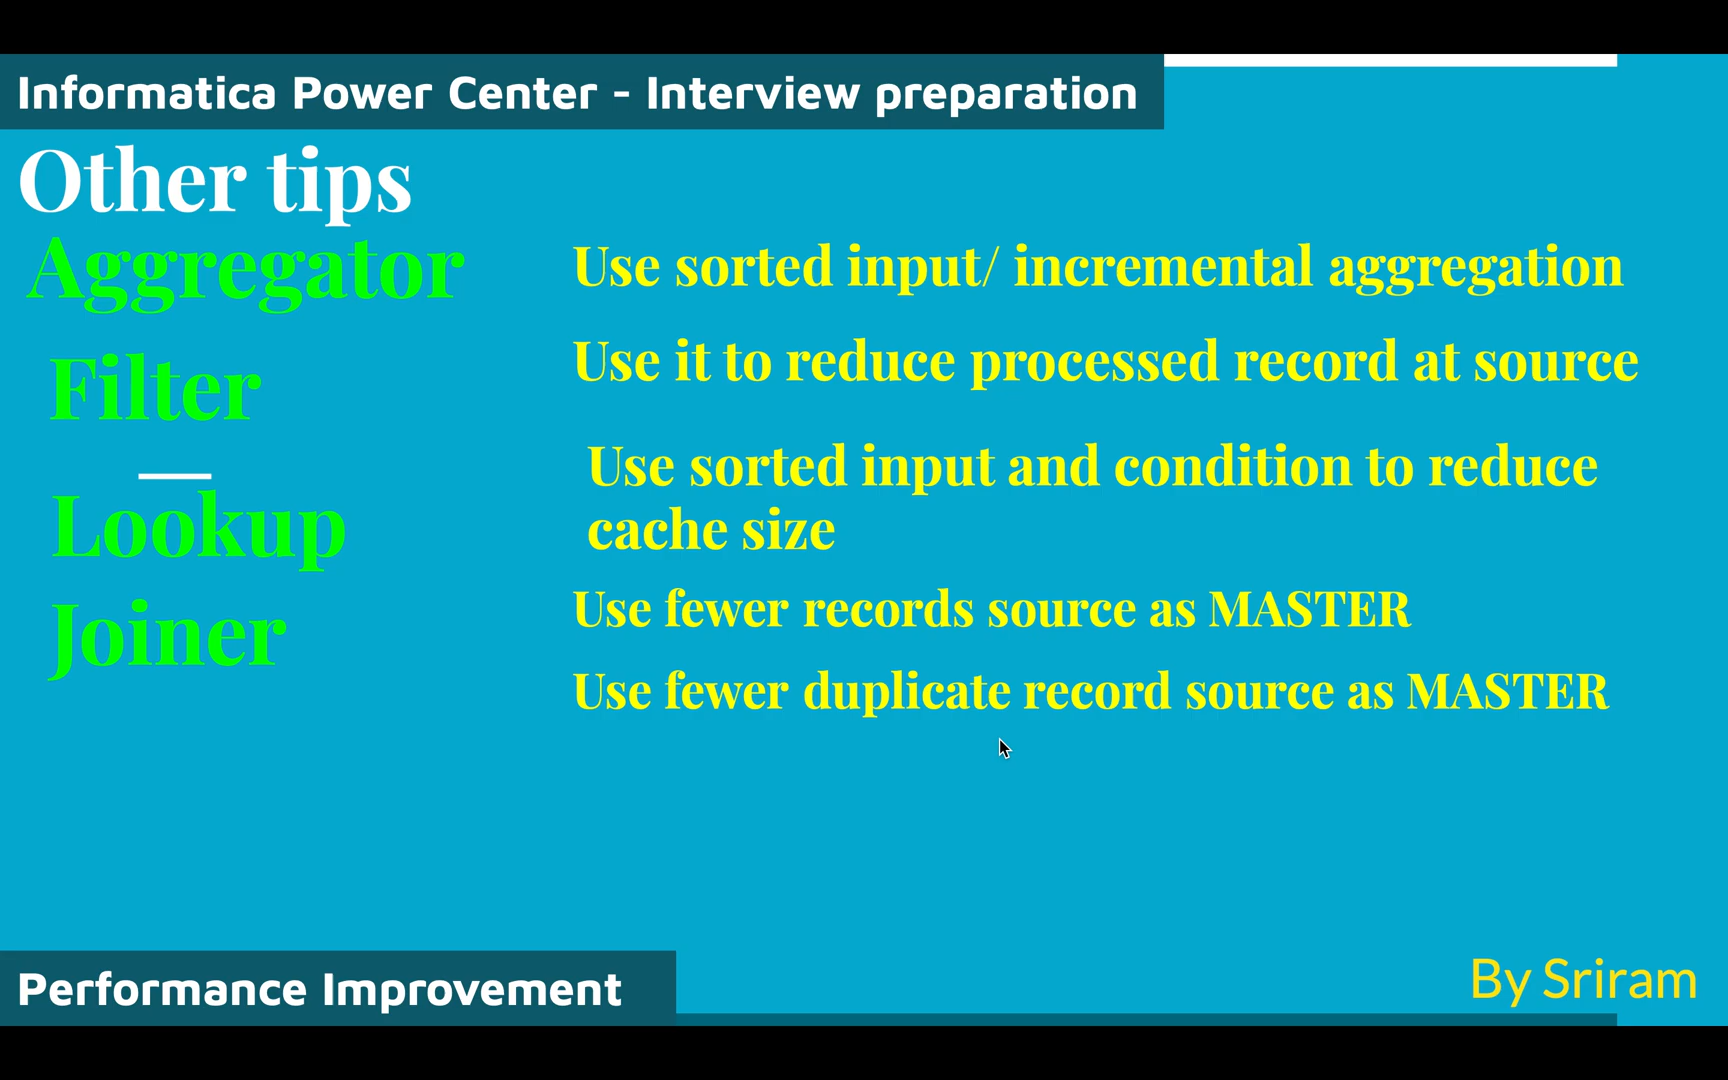 Informatica Power Center - Interview preparation
Other tips
Aggregator
Use sorted input/ incremental aggregation
Filter
Use it to reduce processed record at source
Lookup
Use sorted input and condition to reduce
cache size
Joiner
Use fewer records source as MASTER
Use fewer duplicate record source as MASTER
Performance Improvement
By Sriram